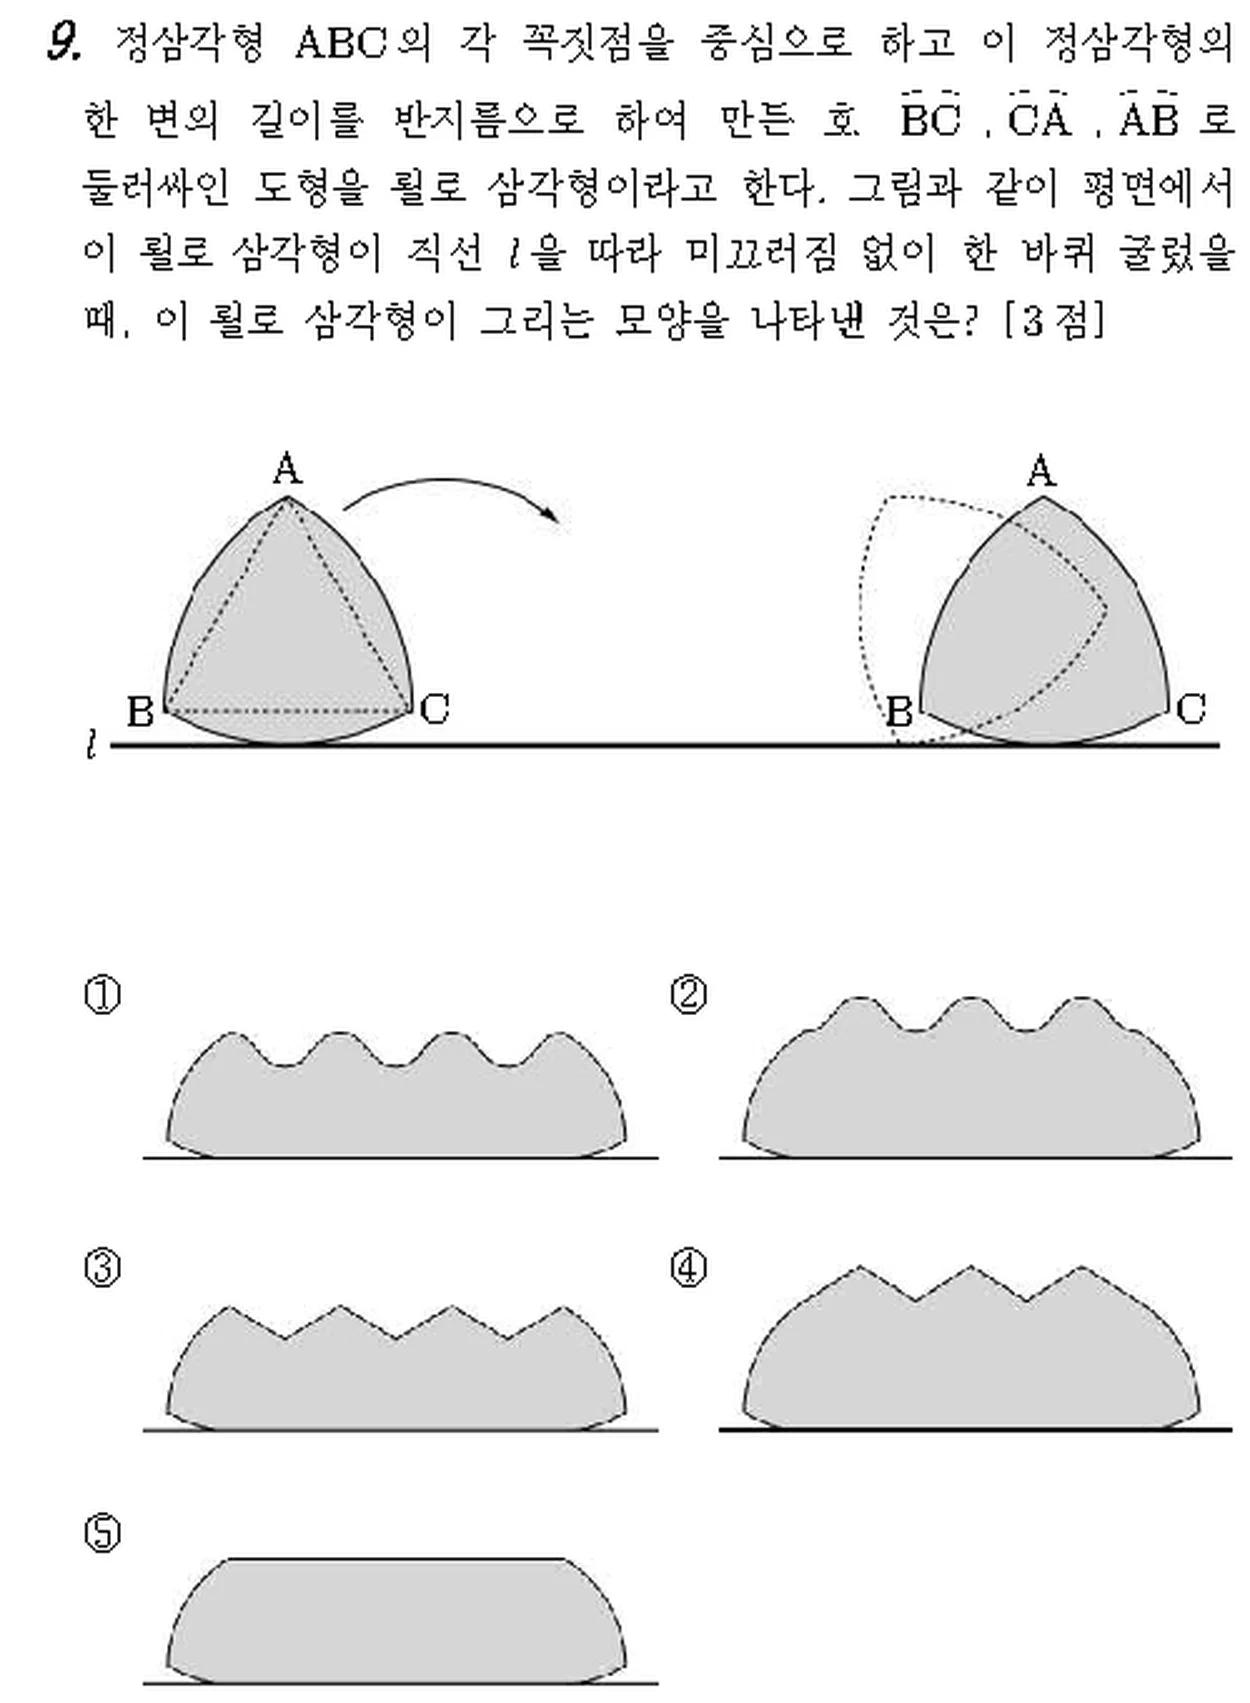 9. 정삼각형 ABC의 각 꼭짓점을 중심으로 하고 이 정삼각형의
한 변의 길이를 반지름으로 하여 만든 호 BC, CA, AB로
둘러싸인 도형을 뢸로 삼각형이라고 한다. 그림과 같이 평면에서
이 뢸로 삼각형이 직선 l을 따라 미끄러짐 없이 한 바퀴 굴렀을
때, 이 뢸로 삼각형이 그리는 모양을 나타낸 것은? [3점]
A A
B C B C
l
① ②
③ ④
⑤